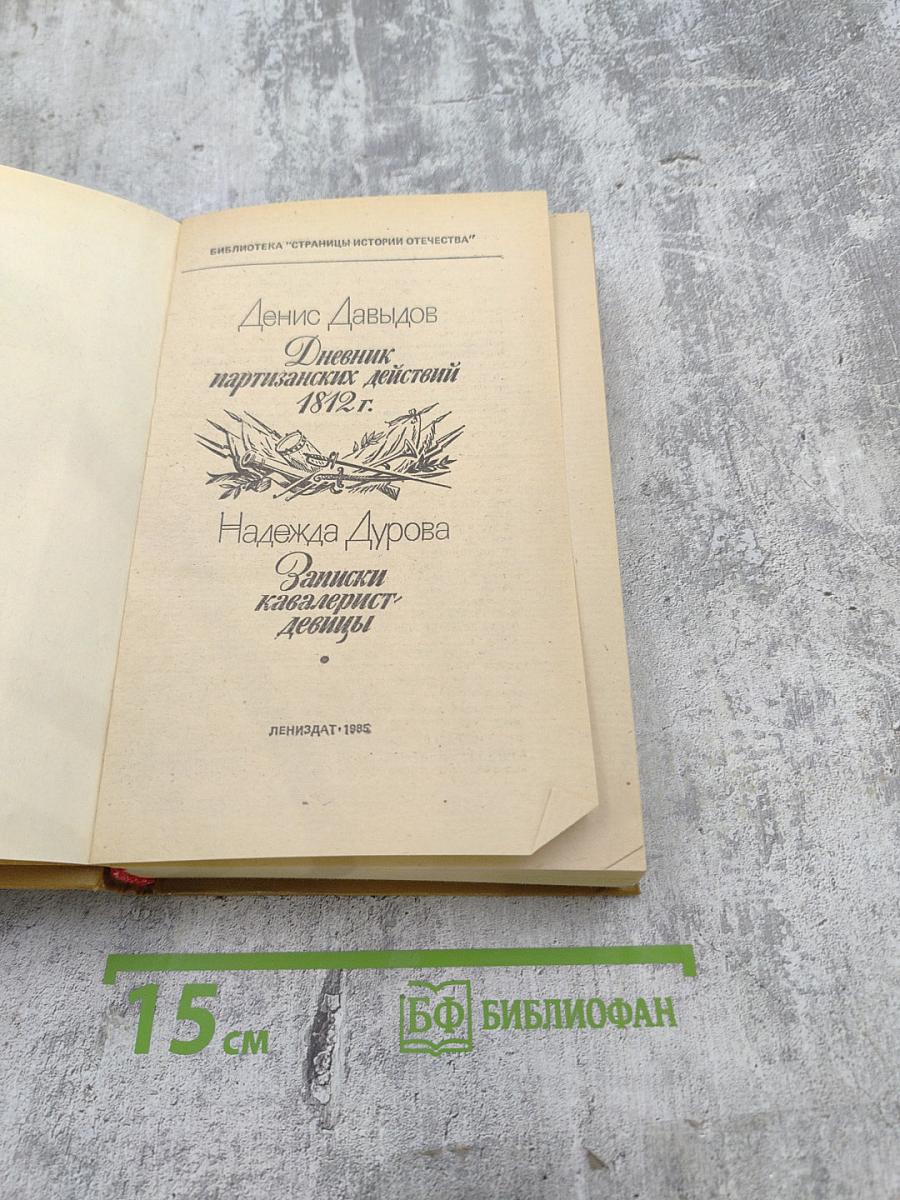 БИБЛИОТЕКА "СТРАНИЦЫ ИСТОРИИ ОТЕЧЕСТВА"
Денис Давыдов
Дневник
партизанских действий
1812 г.
Надежда Дурова
Записки
кавалерист-
девицы
ЛЕНИЗДАТ•1985
15 см
БФ БИБЛИОФАН